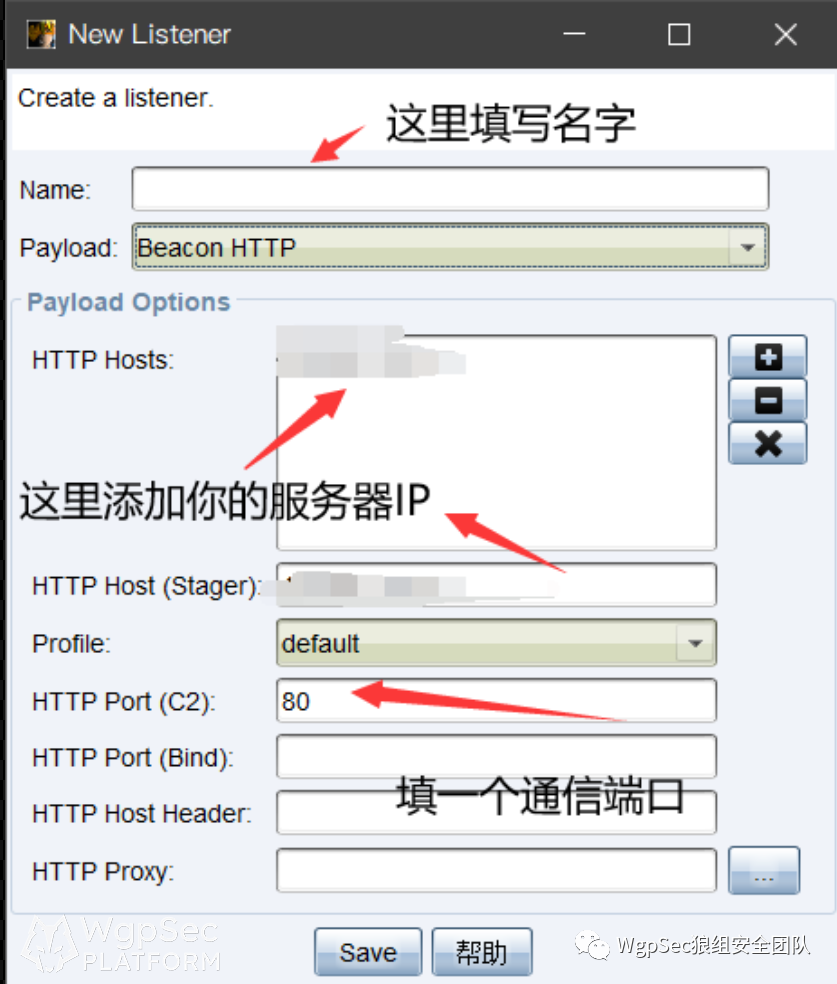 New Listener
Create a listener.
这里填写名字
Name:
Payload: Beacon HTTP
Payload Options
HTTP Hosts:
这里添加你的服务器IP
HTTP Host (Stager):
Profile: default
HTTP Port (C2): 80
HTTP Port (Bind):
填一个通信端口
HTTP Host Header:
HTTP Proxy:
...
Save 帮助
WgpSec
PLATFORM
WgpSec狼组安全团队